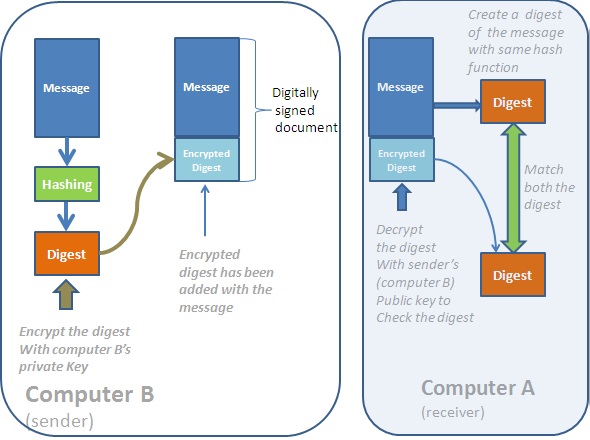 Message
Hashing
Digest
Encrypt the digest
With computer B's
private Key
Computer B
(sender)
Message
Encrypted
Digest
Digitally
signed
document
Encrypted
digest has been
added with the
message
Create a digest
of the message
with same hash
function
Message
Encrypted
Digest
Digest
Match
both the
digest
Decrypt
the digest
With sender's
(computer B)
Public key to
Check the digest
Digest
Computer A
(receiver)